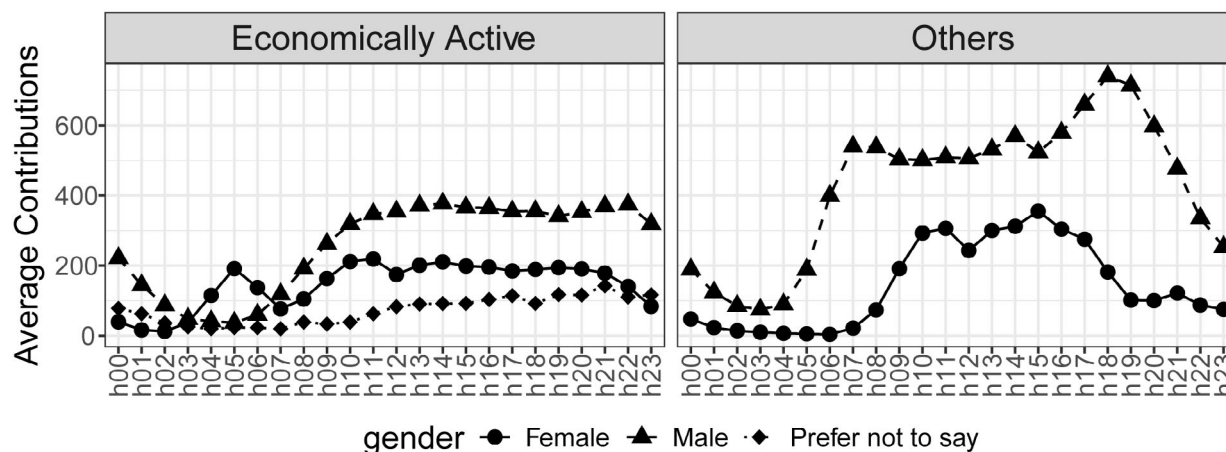 Economically Active
Others
Average Contributions
600
400
200
0
h00 h01 h02 h03 h04 h05 h06 h07 h08 h09 h10 h11 h12 h13 h14 h15 h16 h17 h18 h19 h20 h21 h22 h23
h00 h01 h02 h03 h04 h05 h06 h07 h08 h09 h10 h11 h12 h13 h14 h15 h16 h17 h18 h19 h20 h21 h22 h23
gender Female Male Prefer not to say